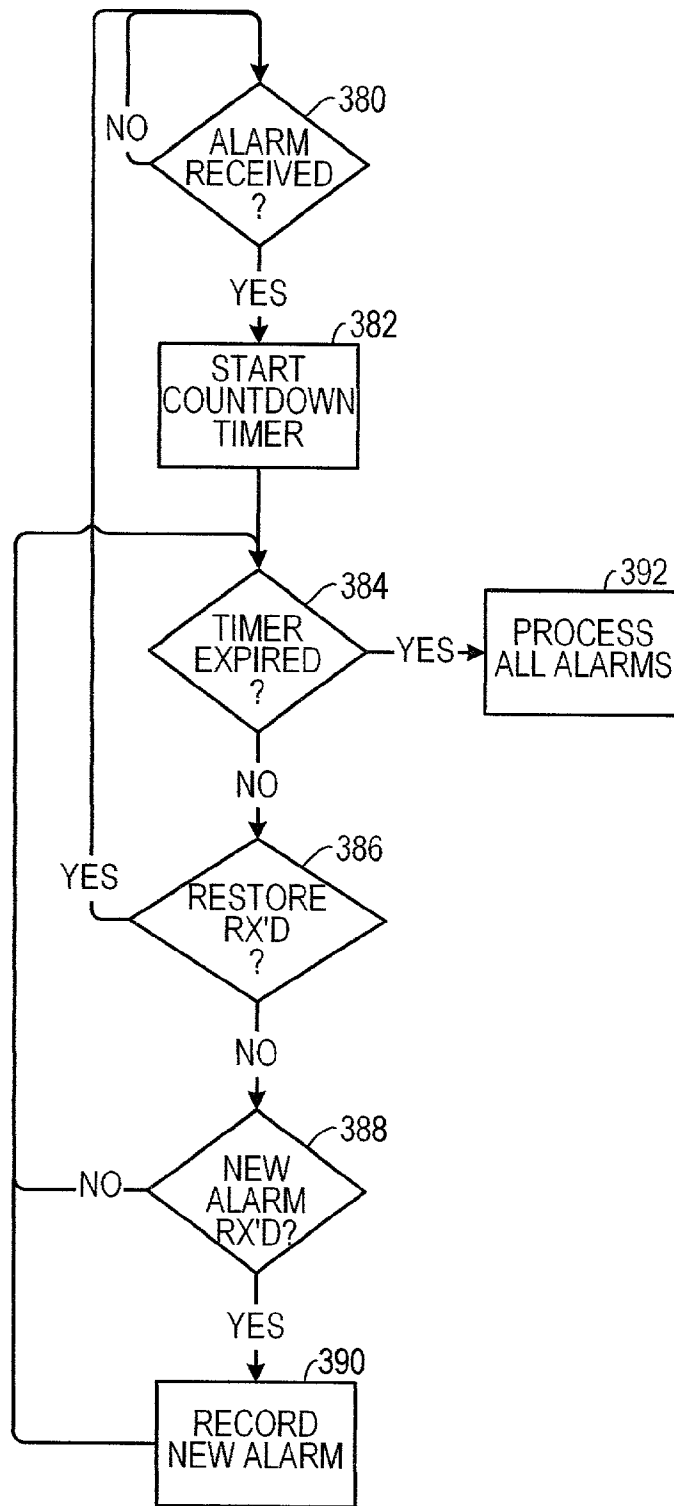 380
NO
ALARM
RECEIVED
?
YES
382
START
COUNTDOWN
TIMER
384
392
TIMER
EXPIRED
?
YES
PROCESS
ALL ALARMS
NO
386
YES
RESTORE
RX'D
?
NO
388
NO
NEW
ALARM
RX'D?
YES
390
RECORD
NEW ALARM